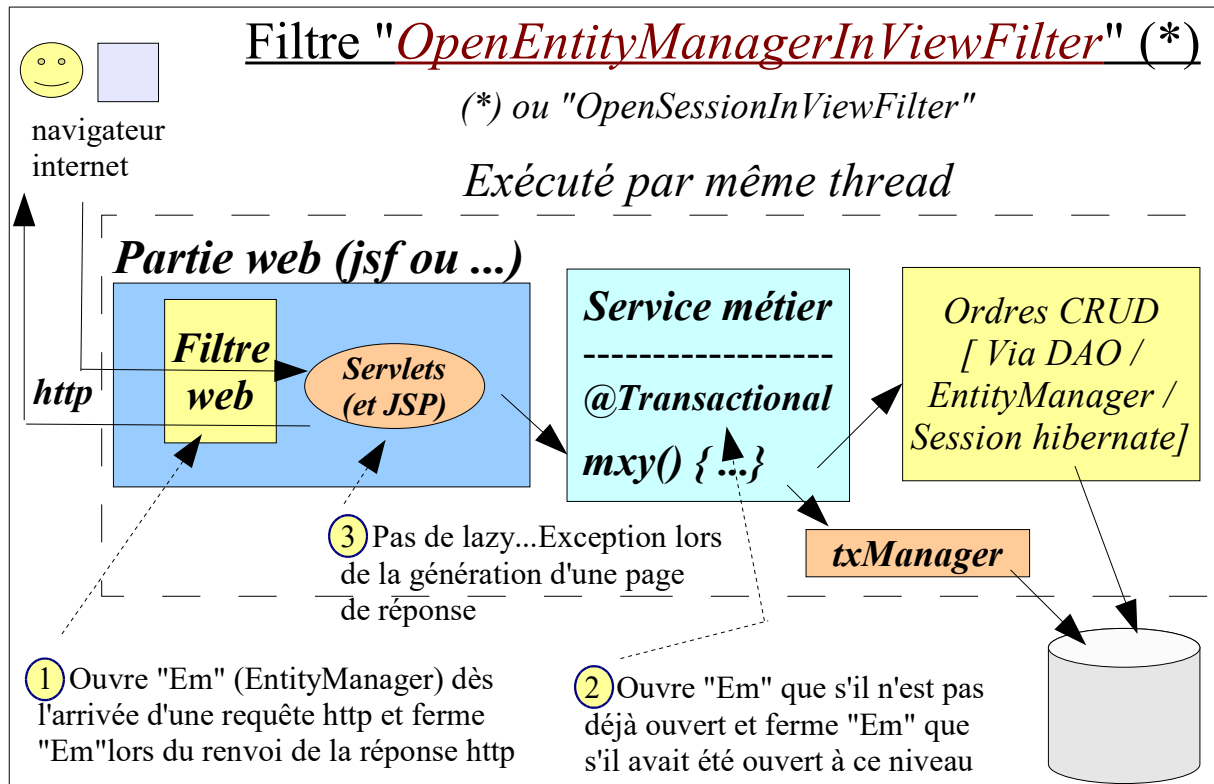 Filtre "OpenEntityManagerInViewFilter" (*)
(*) ou "OpenSessionInViewFilter"
navigateur
internet
Exécuté par même thread
Partie web (jsf ou ...)
Filtre
web
Servlets
(et JSP)
http
Service métier
------------------
@Transactional
mxy() { ...}
Ordres CRUD
[ Via DAO /
EntityManager /
Session hibernate]
txManager
3 Pas de lazy...Exception lors
de la génération d'une page
de réponse
1 Ouvre "Em" (EntityManager) dès
l'arrivée d'une requête http et ferme
"Em"lors du renvoi de la réponse http
2 Ouvre "Em" que s'il n'est pas
déjà ouvert et ferme "Em" que
s'il avait été ouvert à ce niveau